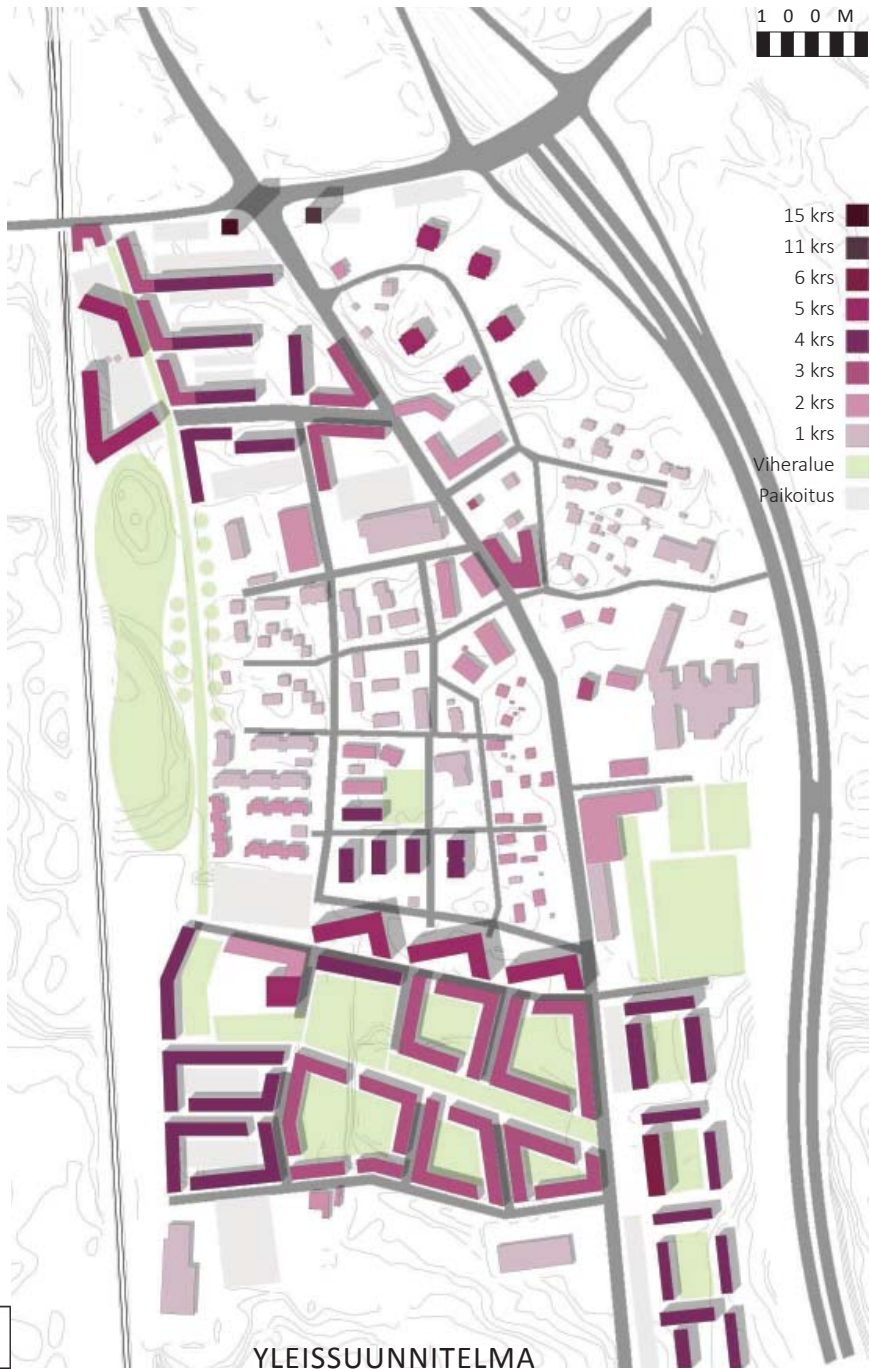 1 0 0 M
15 krs
11 krs
6 krs
5 krs
4 krs
3 krs
2 krs
1 krs
Viheralue
Paikoitus
YLEISSUUNNITELMA